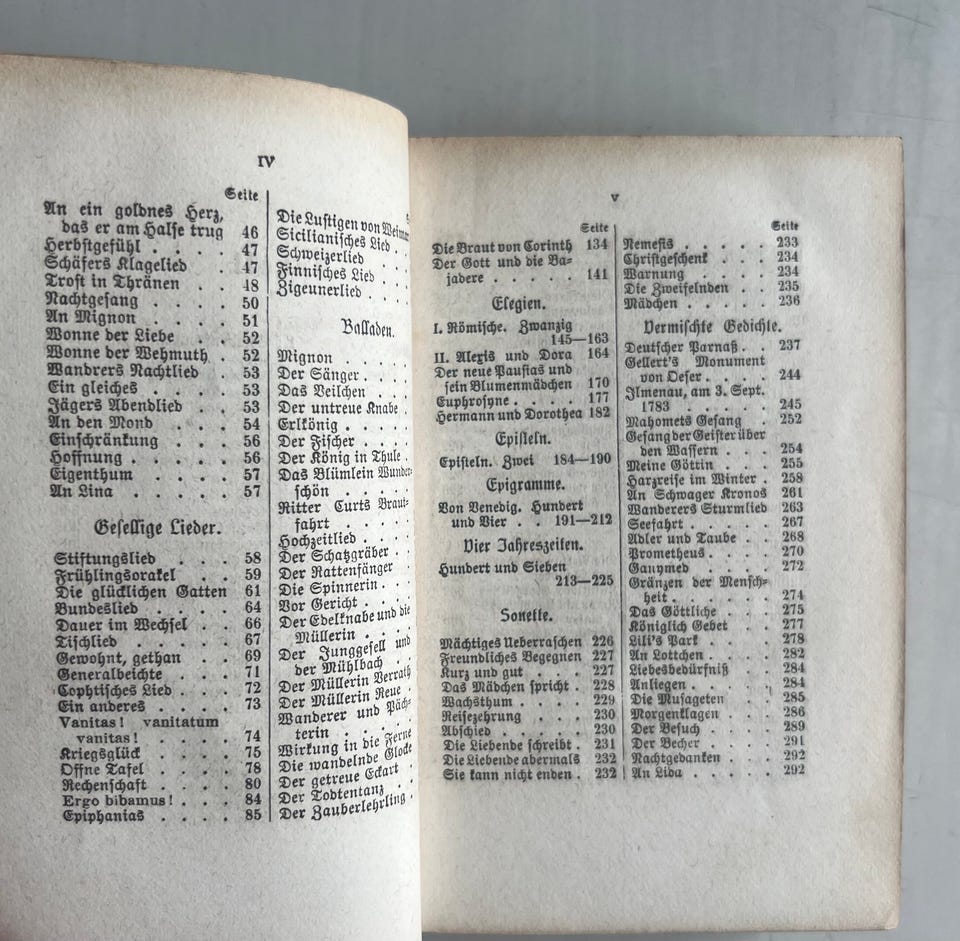 IV
Seite
An ein goldnes Herz,
das er am Halse trug 46
Herbstgefühl . . . . 47
Schäfers Klagelied . . 47
Trost in Thränen . . 48
Nachtgesang . . . . 50
An Mignon . . . . 51
Wonne der Liebe . . 52
Wonne der Wehmuth . 52
Wandrers Nachtlied . 53
Ein gleiches . . . . 53
Jägers Abendlied . . 53
An den Mond . . . 54
Einschränkung . . . 56
Hoffnung . . . . . 56
Eigenthum . . . . 57
An Lina . . . . . 57
Gesellige Lieder.
Stiftungslied . . . 58
Frühlingsorakel . . 59
Die glücklichen Gatten 61
Bundeslied . . . . 64
Dauer im Wechsel . . 66
Tischlied . . . . . 67
Gewohnt, gethan . . 69
Generalbeichte . . . 71
Cophtisches Lied . . . 72
Ein anderes . . . . 73
Vanitas! vanitatum
vanitas! . . . . 74
Kriegsglück . . . . 75
Offne Tafel . . . . 78
Rechenschaft . . . . 80
Ergo bibamus! . . . 84
Epiphanias . . . . 85
Die Lustigen von Weimar
Sicilianisches Lied
Schweizerlied . . .
Finnisches Lied . .
Zigeunerlied . . .
Balladen.
Mignon . . . .
Der Sänger . . . .
Das Veilchen . . .
Der untreue Knabe .
Erlkönig . . . .
Der Fischer . . . .
Der König in Thule .
Das Blümlein Wunder-
schön . . . . .
Ritter Curts Braut-
fahrt . . . .
Hochzeitlied . . . .
Der Schatzgräber . .
Der Rattenfänger . .
Die Spinnerin . . .
Vor Gericht . . . .
Der Edelknabe und die
Müllerin . . . .
Der Junggesell und
der Mühlbach . .
Der Müllerin Verrath
Der Müllerin Reue .
Wanderer und Päch-
terin . . . . .
Wirkung in die Ferne
Die wandelnde Glocke
Der getreue Eckart .
Der Todtentanz . .
Der Zauberlehrling .
V
Seite
Die Braut von Corinth 134
Der Gott und die Ba-
jadere . . . . . 141
Elegien.
I. Römische. Zwanzig
145—163
II. Alexis und Dora 164
Der neue Pausias und
sein Blumenmädchen 170
Euphrosyne . . . . 177
Hermann und Dorothea 182
Episteln.
Episteln. Zwei 184—190
Epigramme.
Von Venedig. Hundert
und Vier . . 191—212
Vier Jahreszeiten.
Hundert und Sieben
213—225
Sonette.
Mächtiges Ueberraschen 226
Freundliches Begegnen 227
Kurz und gut . . . 227
Das Mädchen spricht . 228
Wachsthum . . . . 229
Reisezehrung . . . 230
Abschied . . . . . 230
Die Liebende schreibt . 231
Die Liebende abermals 232
Sie kann nicht enden . 232
Seite
Nemesis . . . . . 233
Christgeschenk . . . 234
Warnung . . . . 234
Die Zweifelnden . . 235
Mädchen . . . . . 236
Vermischte Gedichte.
Deutscher Parnaß . . 237
Gellert's Monument
von Oeser . . . . 244
Ilmenau, am 3. Sept.
1783 . . . . . 245
Mahomets Gesang . 252
Gesang der Geister über
den Wassern . . . 254
Meine Göttin . . . 255
Harzreise im Winter . 258
An Schwager Kronos 261
Wanderers Sturmlied 263
Seefahrt . . . . . 267
Adler und Taube . . 268
Prometheus . . . . 270
Ganymed . . . . 272
Gränzen der Mensch-
heit . . . . . . 274
Das Göttliche . . . 275
Königlich Gebet . . 277
Lili's Park . . . . 278
An Lottchen . . . . 282
Liebesbedürfniß . . 284
Anliegen . . . . . 284
Die Musageten . . . 285
Morgenklagen . . . 286
Der Besuch . . . . 289
Der Becher . . . . 291
Nachtgedanken . . . 292
An Lida . . . . . 292